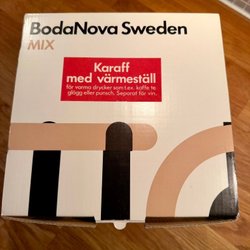 BodaNova Sweden
MIX
Karaff
med värmeställ
för varma drycker som t.ex. kaffe te
glögg eller punsch. Separat för vin.